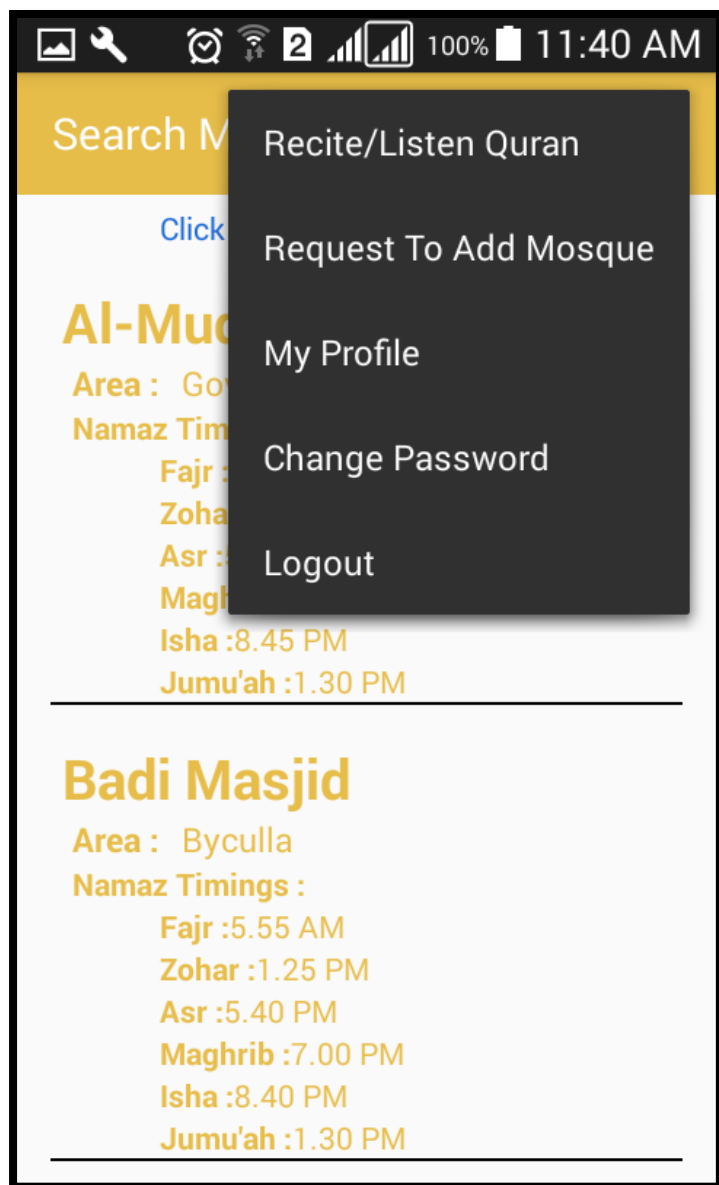 2 100% 11:40 AM
Search M
Recite/Listen Quran
Click
Request To Add Mosque
Al-Mu
My Profile
Area : Go
Namaz Tim
Change Password
Fajr :
Zoha
Asr :
Logout
Magh
Isha :8.45 PM
Jumu'ah :1.30 PM
Badi Masjid
Area : Byculla
Namaz Timings :
Fajr :5.55 AM
Zohar :1.25 PM
Asr :5.40 PM
Maghrib :7.00 PM
Isha :8.40 PM
Jumu'ah :1.30 PM